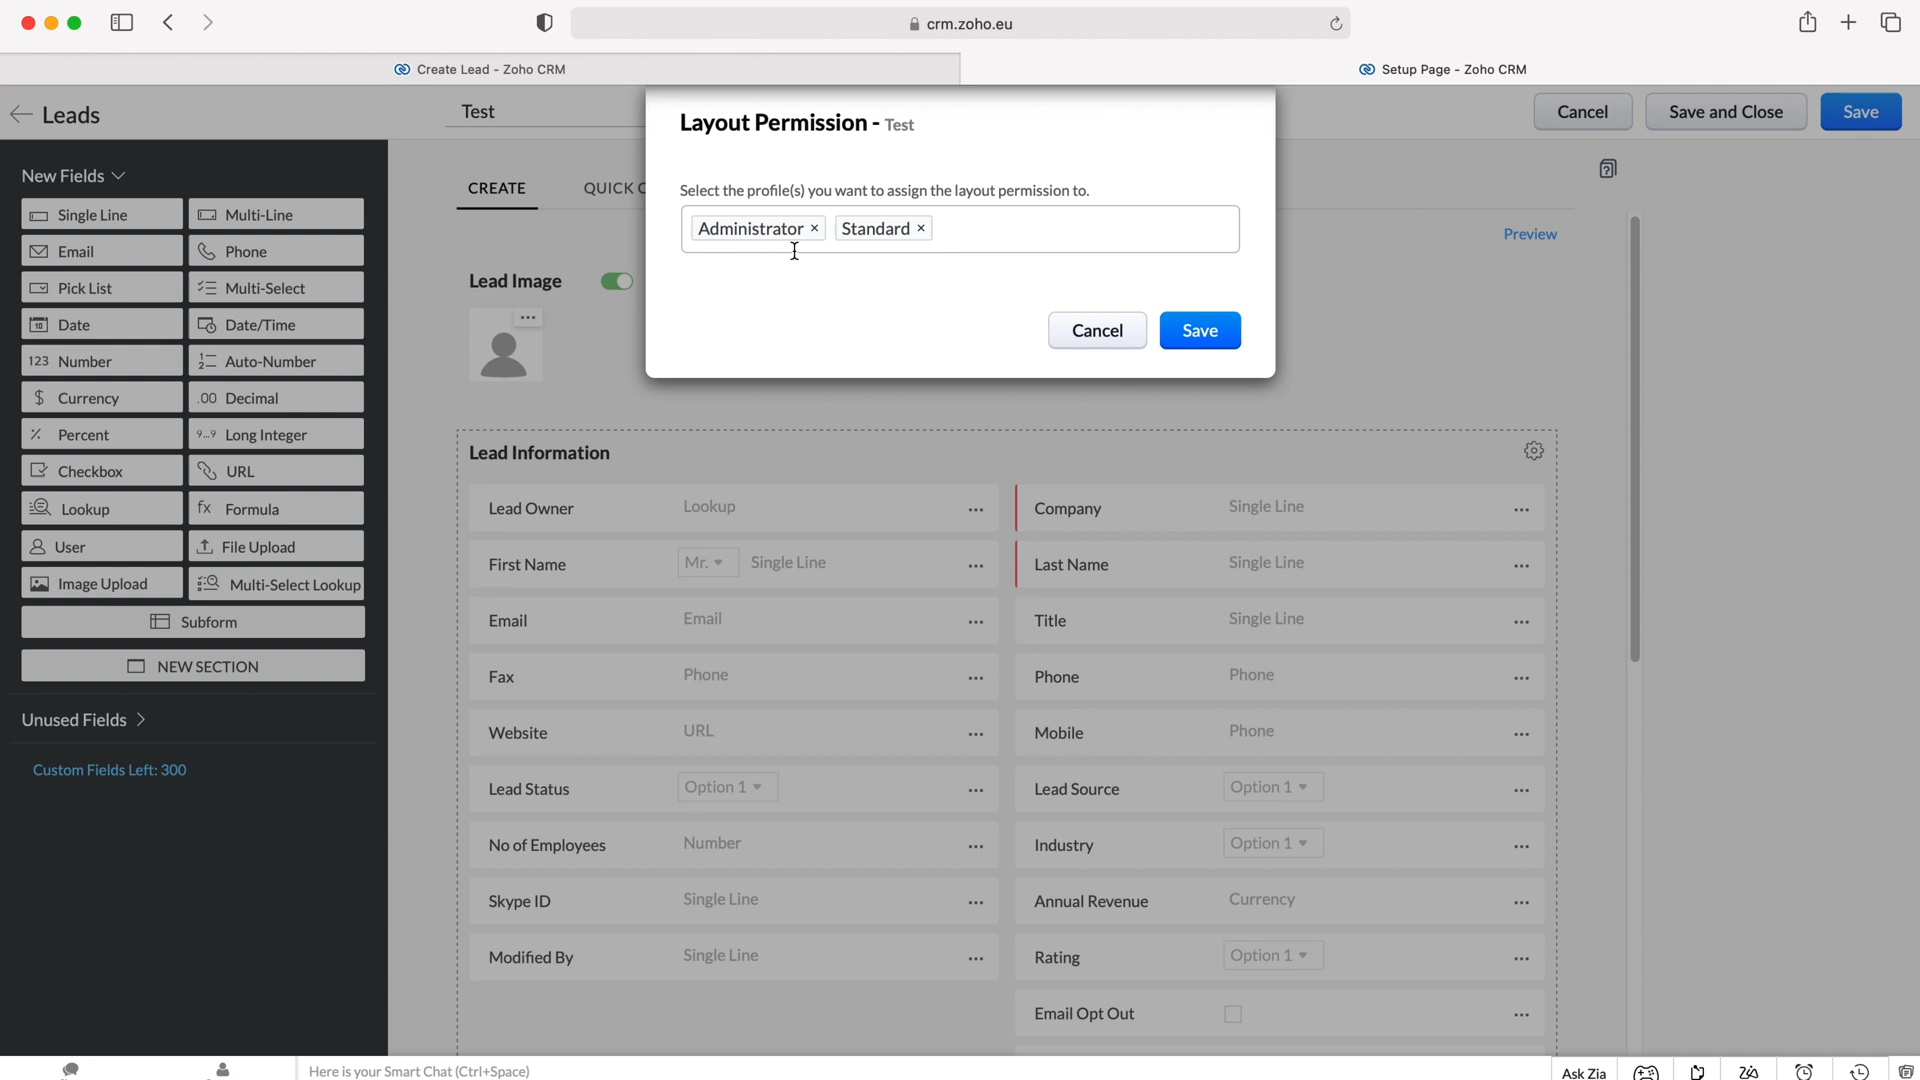 crm.zoho.eu
Create Lead - Zoho CRM
Setup Page - Zoho CRM
Leads
Test
Cancel
Save and Close
Save
Layout Permission - Test
Select the profile(s) you want to assign the layout permission to.
Administrator ×
Standard ×
Cancel
Save
New Fields
Single Line
Multi-Line
Email
Phone
Pick List
Multi-Select
Date
Date/Time
123 Number
Auto-Number
$ Currency
.00 Decimal
Percent
9...9 Long Integer
Checkbox
URL
Lookup
fx Formula
User
File Upload
Image Upload
Multi-Select Lookup
Subform
NEW SECTION
Unused Fields
Custom Fields Left: 300
CREATE
QUICK C
Preview
Lead Image
Lead Information
Lead Owner Lookup
Company Single Line
First Name Mr. Single Line
Last Name Single Line
Email Email
Title Single Line
Fax Phone
Phone Phone
Website URL
Mobile Phone
Lead Status Option 1
Lead Source Option 1
No of Employees Number
Industry Option 1
Skype ID Single Line
Annual Revenue Currency
Modified By Single Line
Rating Option 1
Email Opt Out
Here is your Smart Chat (Ctrl+Space)
Ask Zia